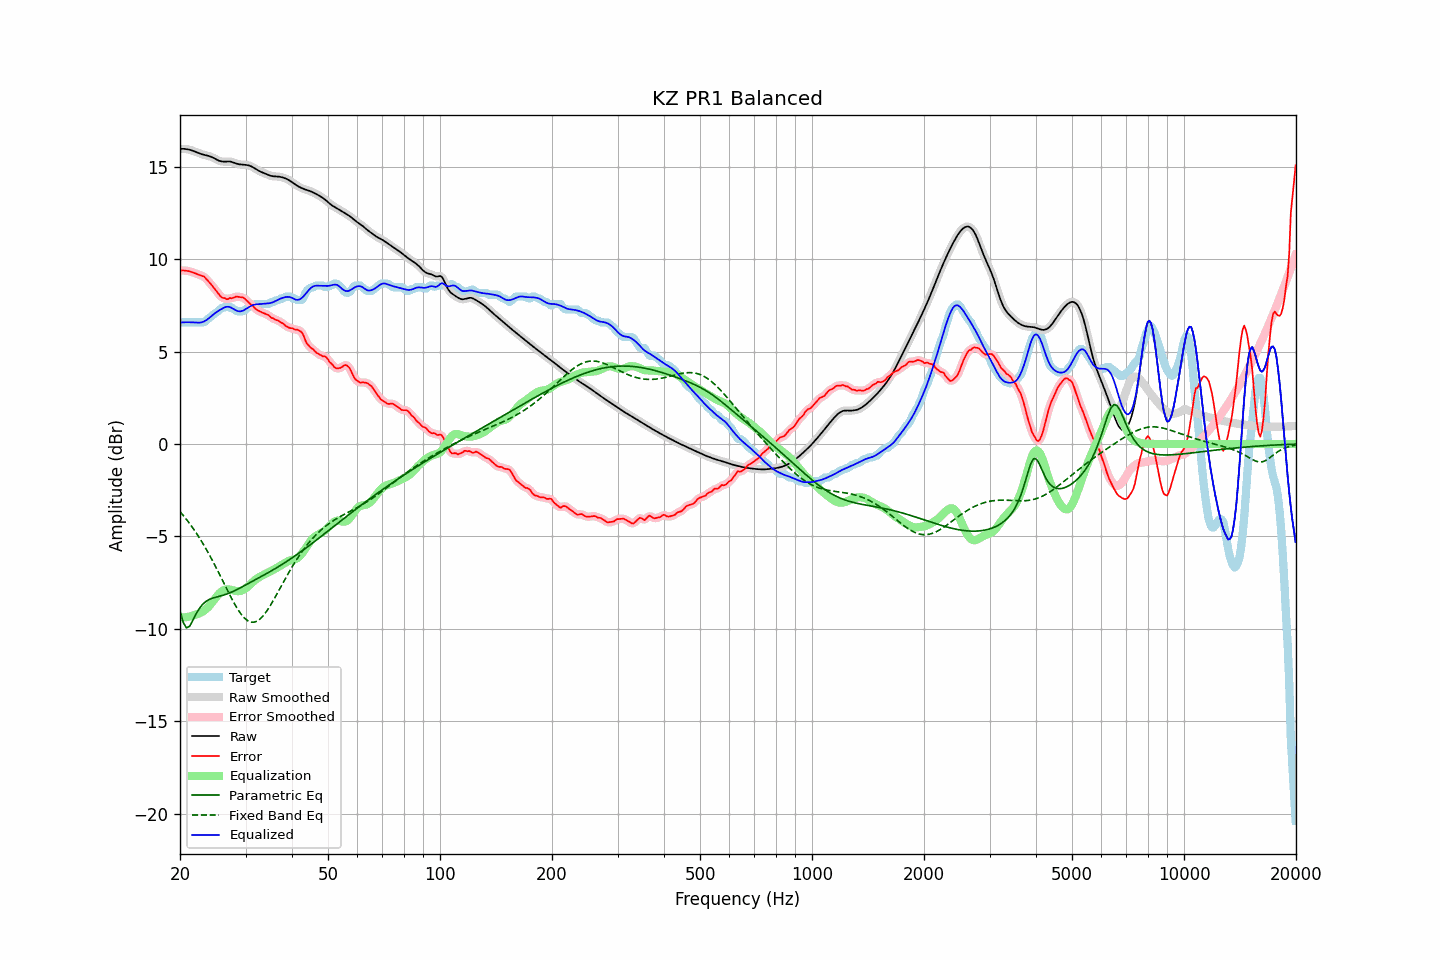 KZ PR1 Balanced
Amplitude (dBr)
15
10
5
0
−5
−10
−15
−20
Target
Raw Smoothed
Error Smoothed
Raw
Error
Equalization
Parametric Eq
Fixed Band Eq
Equalized
20
50
100
200
500
1000
2000
5000
10000
20000
Frequency (Hz)